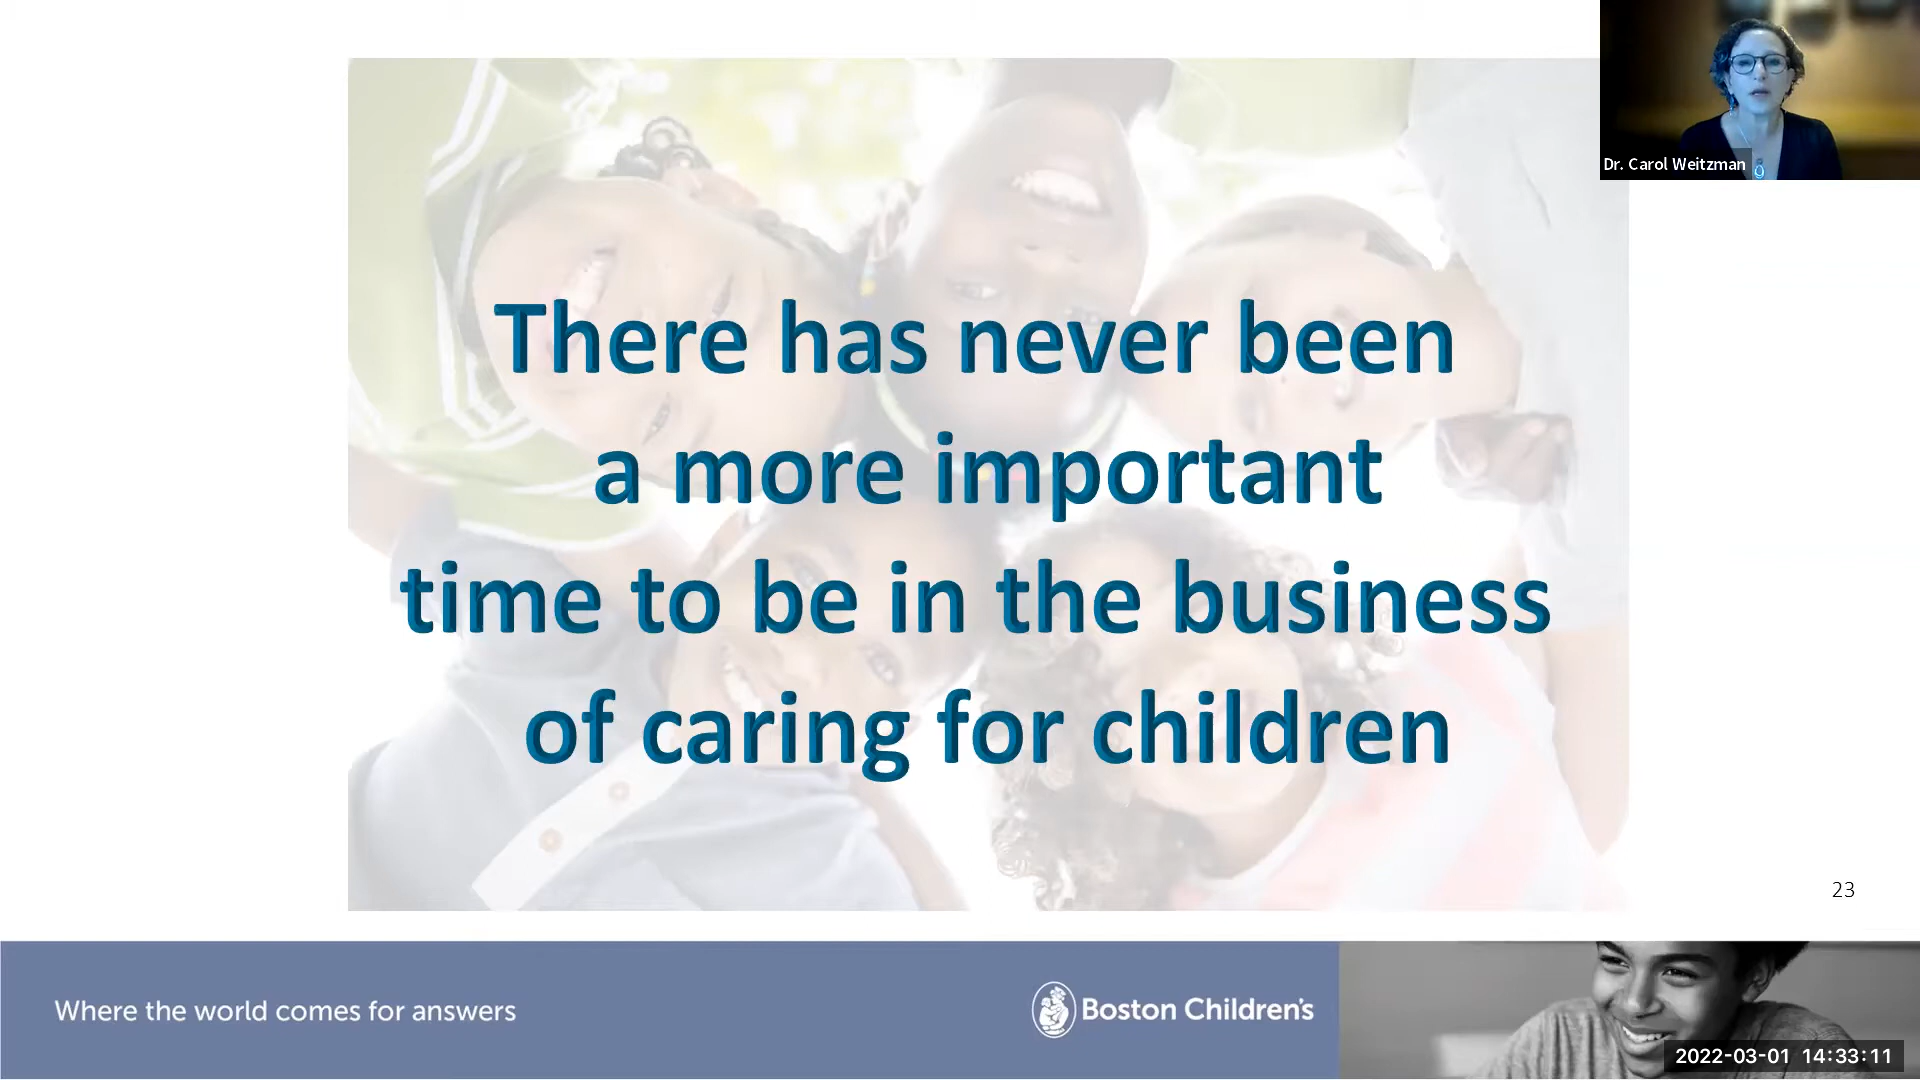 Dr. Carol Weitzman
There has never been
a more important
time to be in the business
of caring for children
23
Where the world comes for answers
Boston Children's
2022-03-01 14:33:11